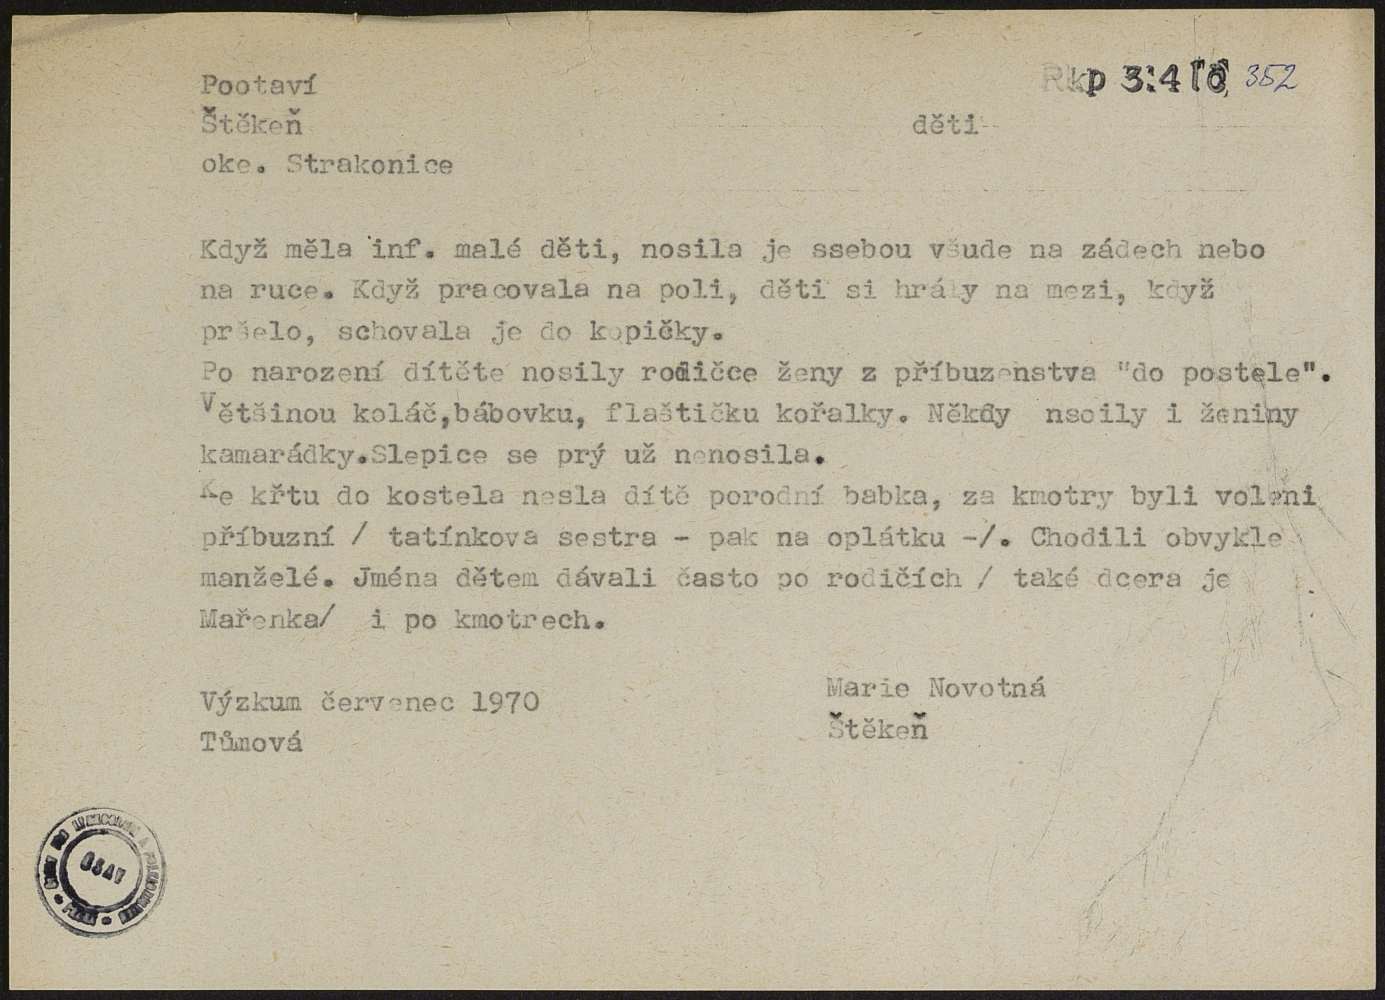 Pootaví
Rkp 3.416 352
Štěkeň
děti
oke. Strakonice
Když měla inf. malé děti, nosila je ssebou všude na zádech nebo
na ruce. Když pracovala na poli, děti si hrály na mezi, když
pršelo, schovala je do kopičky.
Po narození dítěte nosily rodičce ženy z příbuzenstva "do postele".
Většinou koláč,bábovku, flaštičku kořalky. Někdy nsoily i ženiny
kamarádky.Slepice se prý už nenosila.
Ke křtu do kostela nesla dítě porodní babka, za kmotry byli voleni
příbuzní / tatínkova sestra - pak na oplátku -/. Chodili obvykle
manželé. Jména dětem dávali často po rodičích / také dcera je
Mařenka/ i po kmotrech.
Výzkum červenec 1970
Tůmová
Marie Novotná
Štěkeň
ČSAV